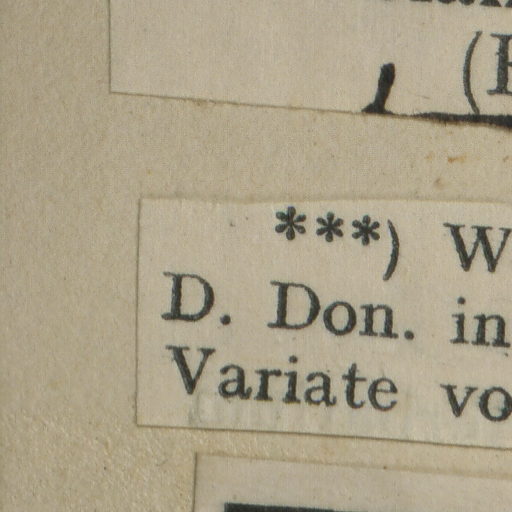 (
***) W
D. Don. in
Variate vo